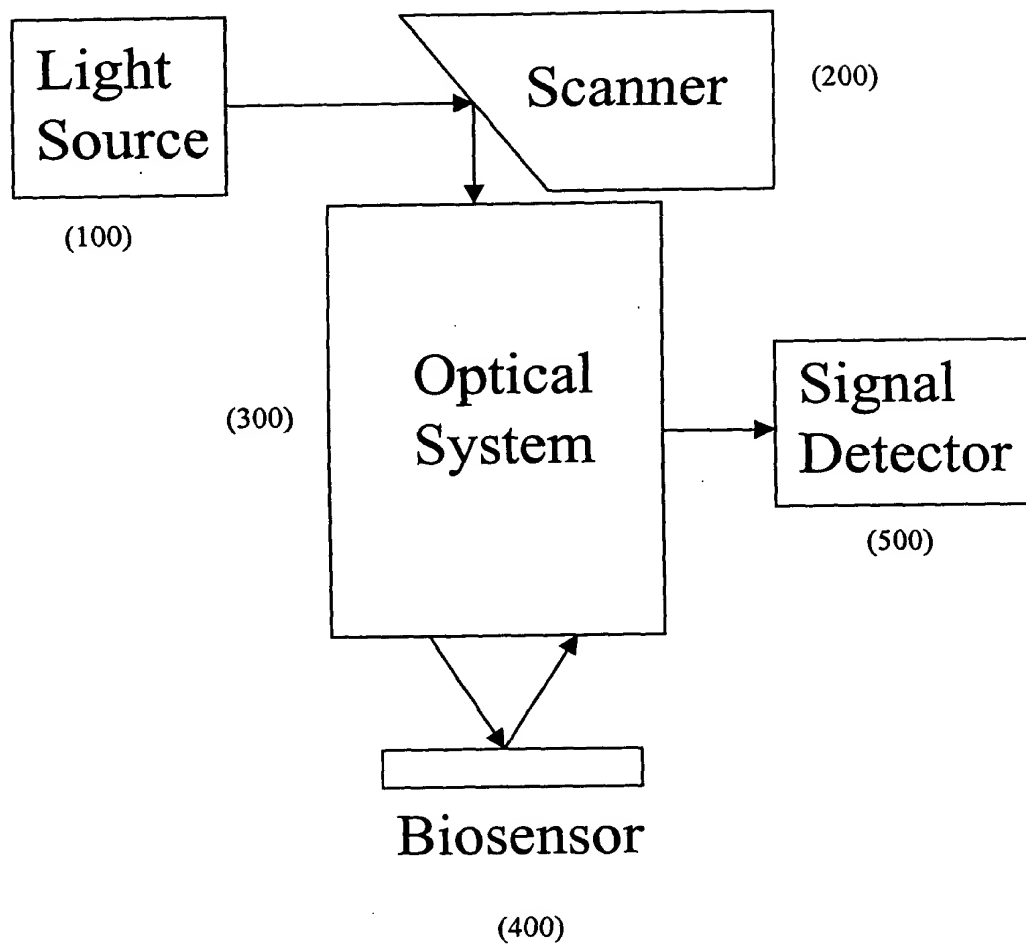 Light
Source
(100)
Scanner
(200)
Optical
System
(300)
Signal
Detector
(500)
Biosensor
(400)